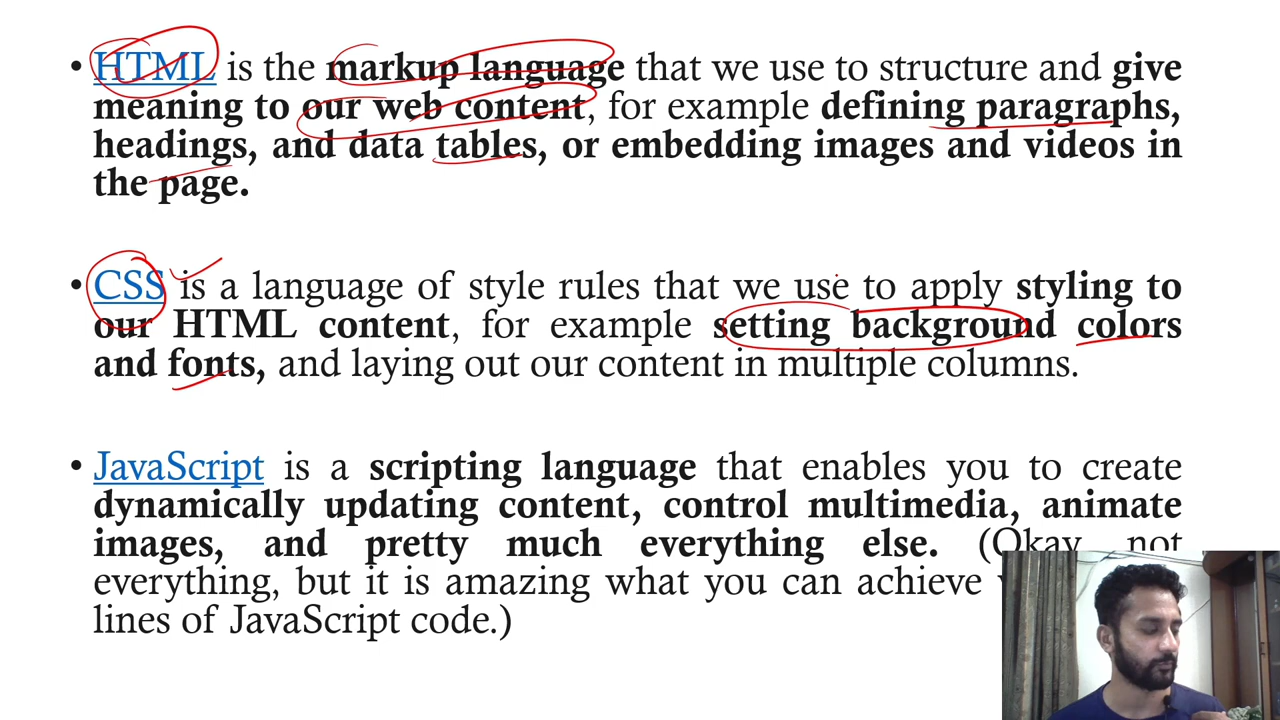 • HTML is the markup language that we use to structure and give
meaning to our web content, for example defining paragraphs,
headings, and data tables, or embedding images and videos in
the page.
• CSS is a language of style rules that we use to apply styling to
our HTML content, for example setting background colors
and fonts, and laying out our content in multiple columns.
• JavaScript is a scripting language that enables you to create
dynamically updating content, control multimedia, animate
images, and pretty much everything else. (Okay, not
everything, but it is amazing what you can achieve
lines of JavaScript code.)